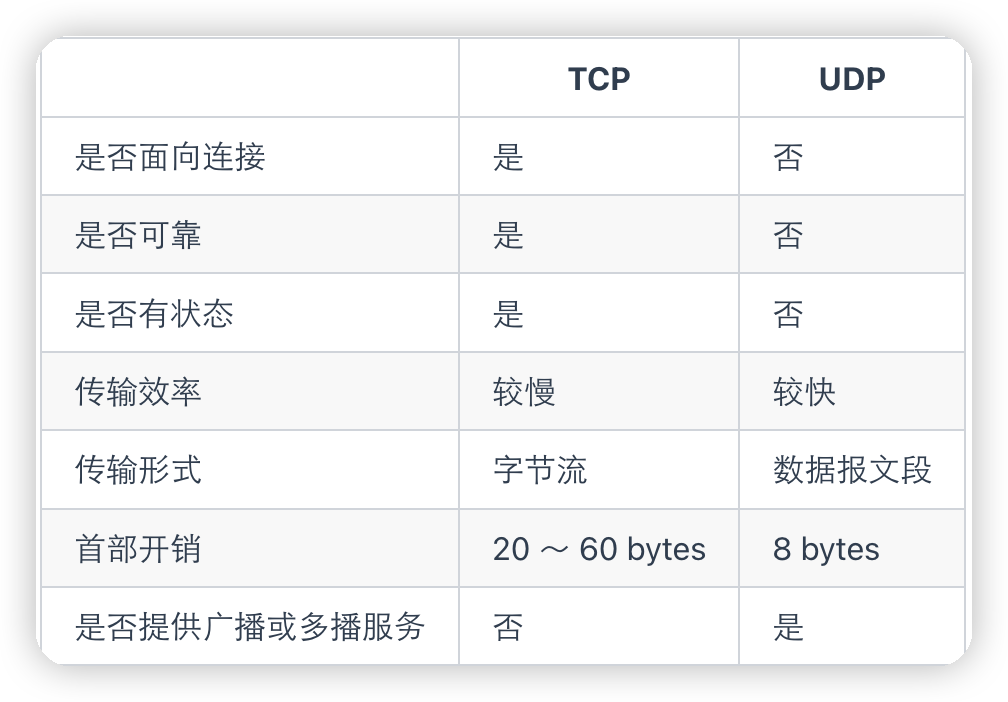 TCP UDP
是否面向连接 是 否
是否可靠 是 否
是否有状态 是 否
传输效率 较慢 较快
传输形式 字节流 数据报文段
首部开销 20 ～ 60 bytes 8 bytes
是否提供广播或多播服务 否 是